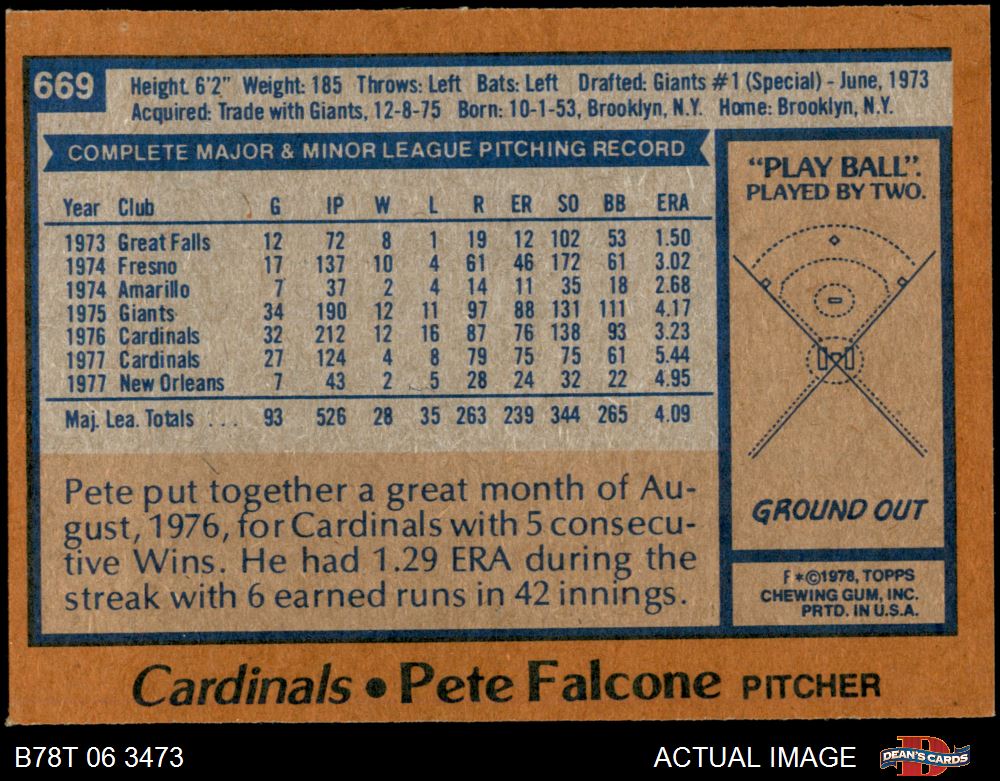 669
Height 6'2" Weight: 185 Throws: Left Bats: Left Drafted: Giants #1 (Special) - June, 1973
Acquired: Trade with Giants, 12-8-75 Born: 10-1-53, Brooklyn, N.Y. Home: Brooklyn, N.Y.
COMPLETE MAJOR & MINOR LEAGUE PITCHING RECORD
Year Club G IP W L R ER SO BB ERA
1973 Great Falls 12 72 8 1 19 12 102 53 1.50
1974 Fresno 17 137 10 4 61 46 172 61 3.02
1974 Amarillo 7 37 2 4 14 11 35 18 2.68
1975 Giants 34 190 12 11 97 88 131 111 4.17
1976 Cardinals 32 212 12 16 87 76 138 93 3.23
1977 Cardinals 27 124 4 8 79 75 75 61 5.44
1977 New Orleans 7 43 2 5 28 24 32 22 4.95
Maj. Lea. Totals ... 93 526 28 35 263 239 344 265 4.09
Pete put together a great month of Au-
gust, 1976, for Cardinals with 5 consecu-
tive Wins. He had 1.29 ERA during the
streak with 6 earned runs in 42 innings.
"PLAY BALL".
PLAYED BY TWO.
GROUND OUT
F*©1978, TOPPS
CHEWING GUM, INC.
PRTD. IN U.S.A.
Cardinals • Pete Falcone PITCHER
B78T 06 3473
ACTUAL IMAGE
DEAN'S CARDS